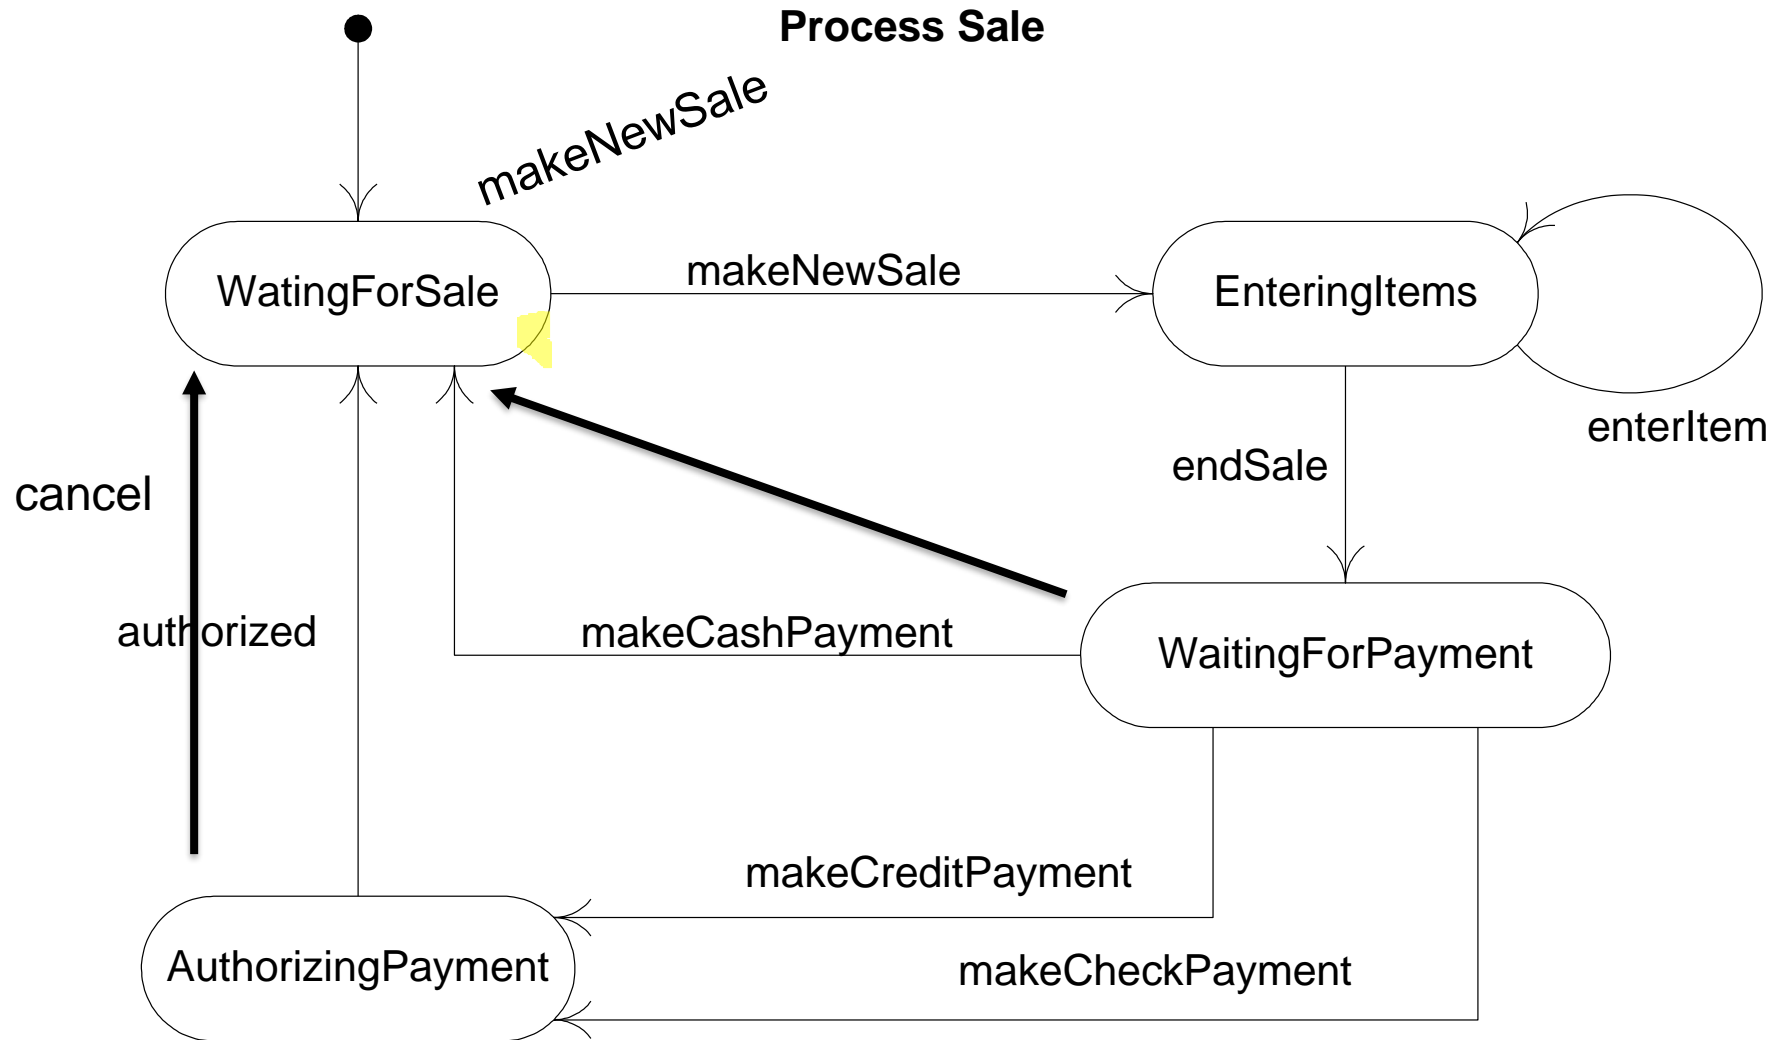 Process Sale
makeNewSale
WatingForSale
makeNewSale
EnteringItems
enterItem
endSale
cancel
authorized
makeCashPayment
WaitingForPayment
makeCreditPayment
AuthorizingPayment
makeCheckPayment